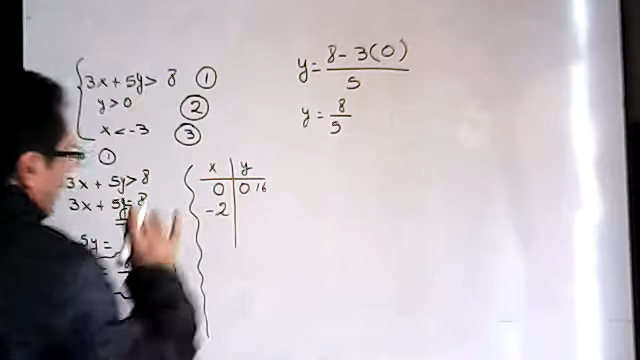 3x + 5y > 8 ①
y > 0 ②
x < -3 ③
①
3x + 5y > 8
3x + 5y = 8
5y =
x | y
0 | 0 16
-2 |
y = 8 - 3(0) / 5
y = 8 / 5